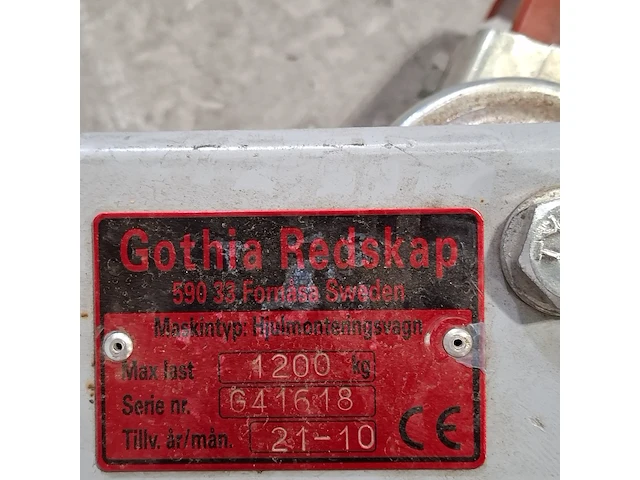 Gothia Redskap
590 33 Fornåsa Sweden
Maskintyp: Hjulmonteringsvagn
Max last 1200 kg
Serie nr. G41618
Tillv. år/mån. 21-10 CE